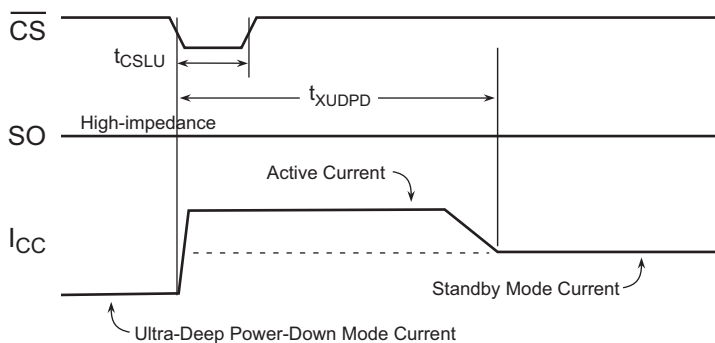 CS
tCSLU
tXUDPD
High-impedance
SO
Active Current
ICC
Standby Mode Current
Ultra-Deep Power-Down Mode Current